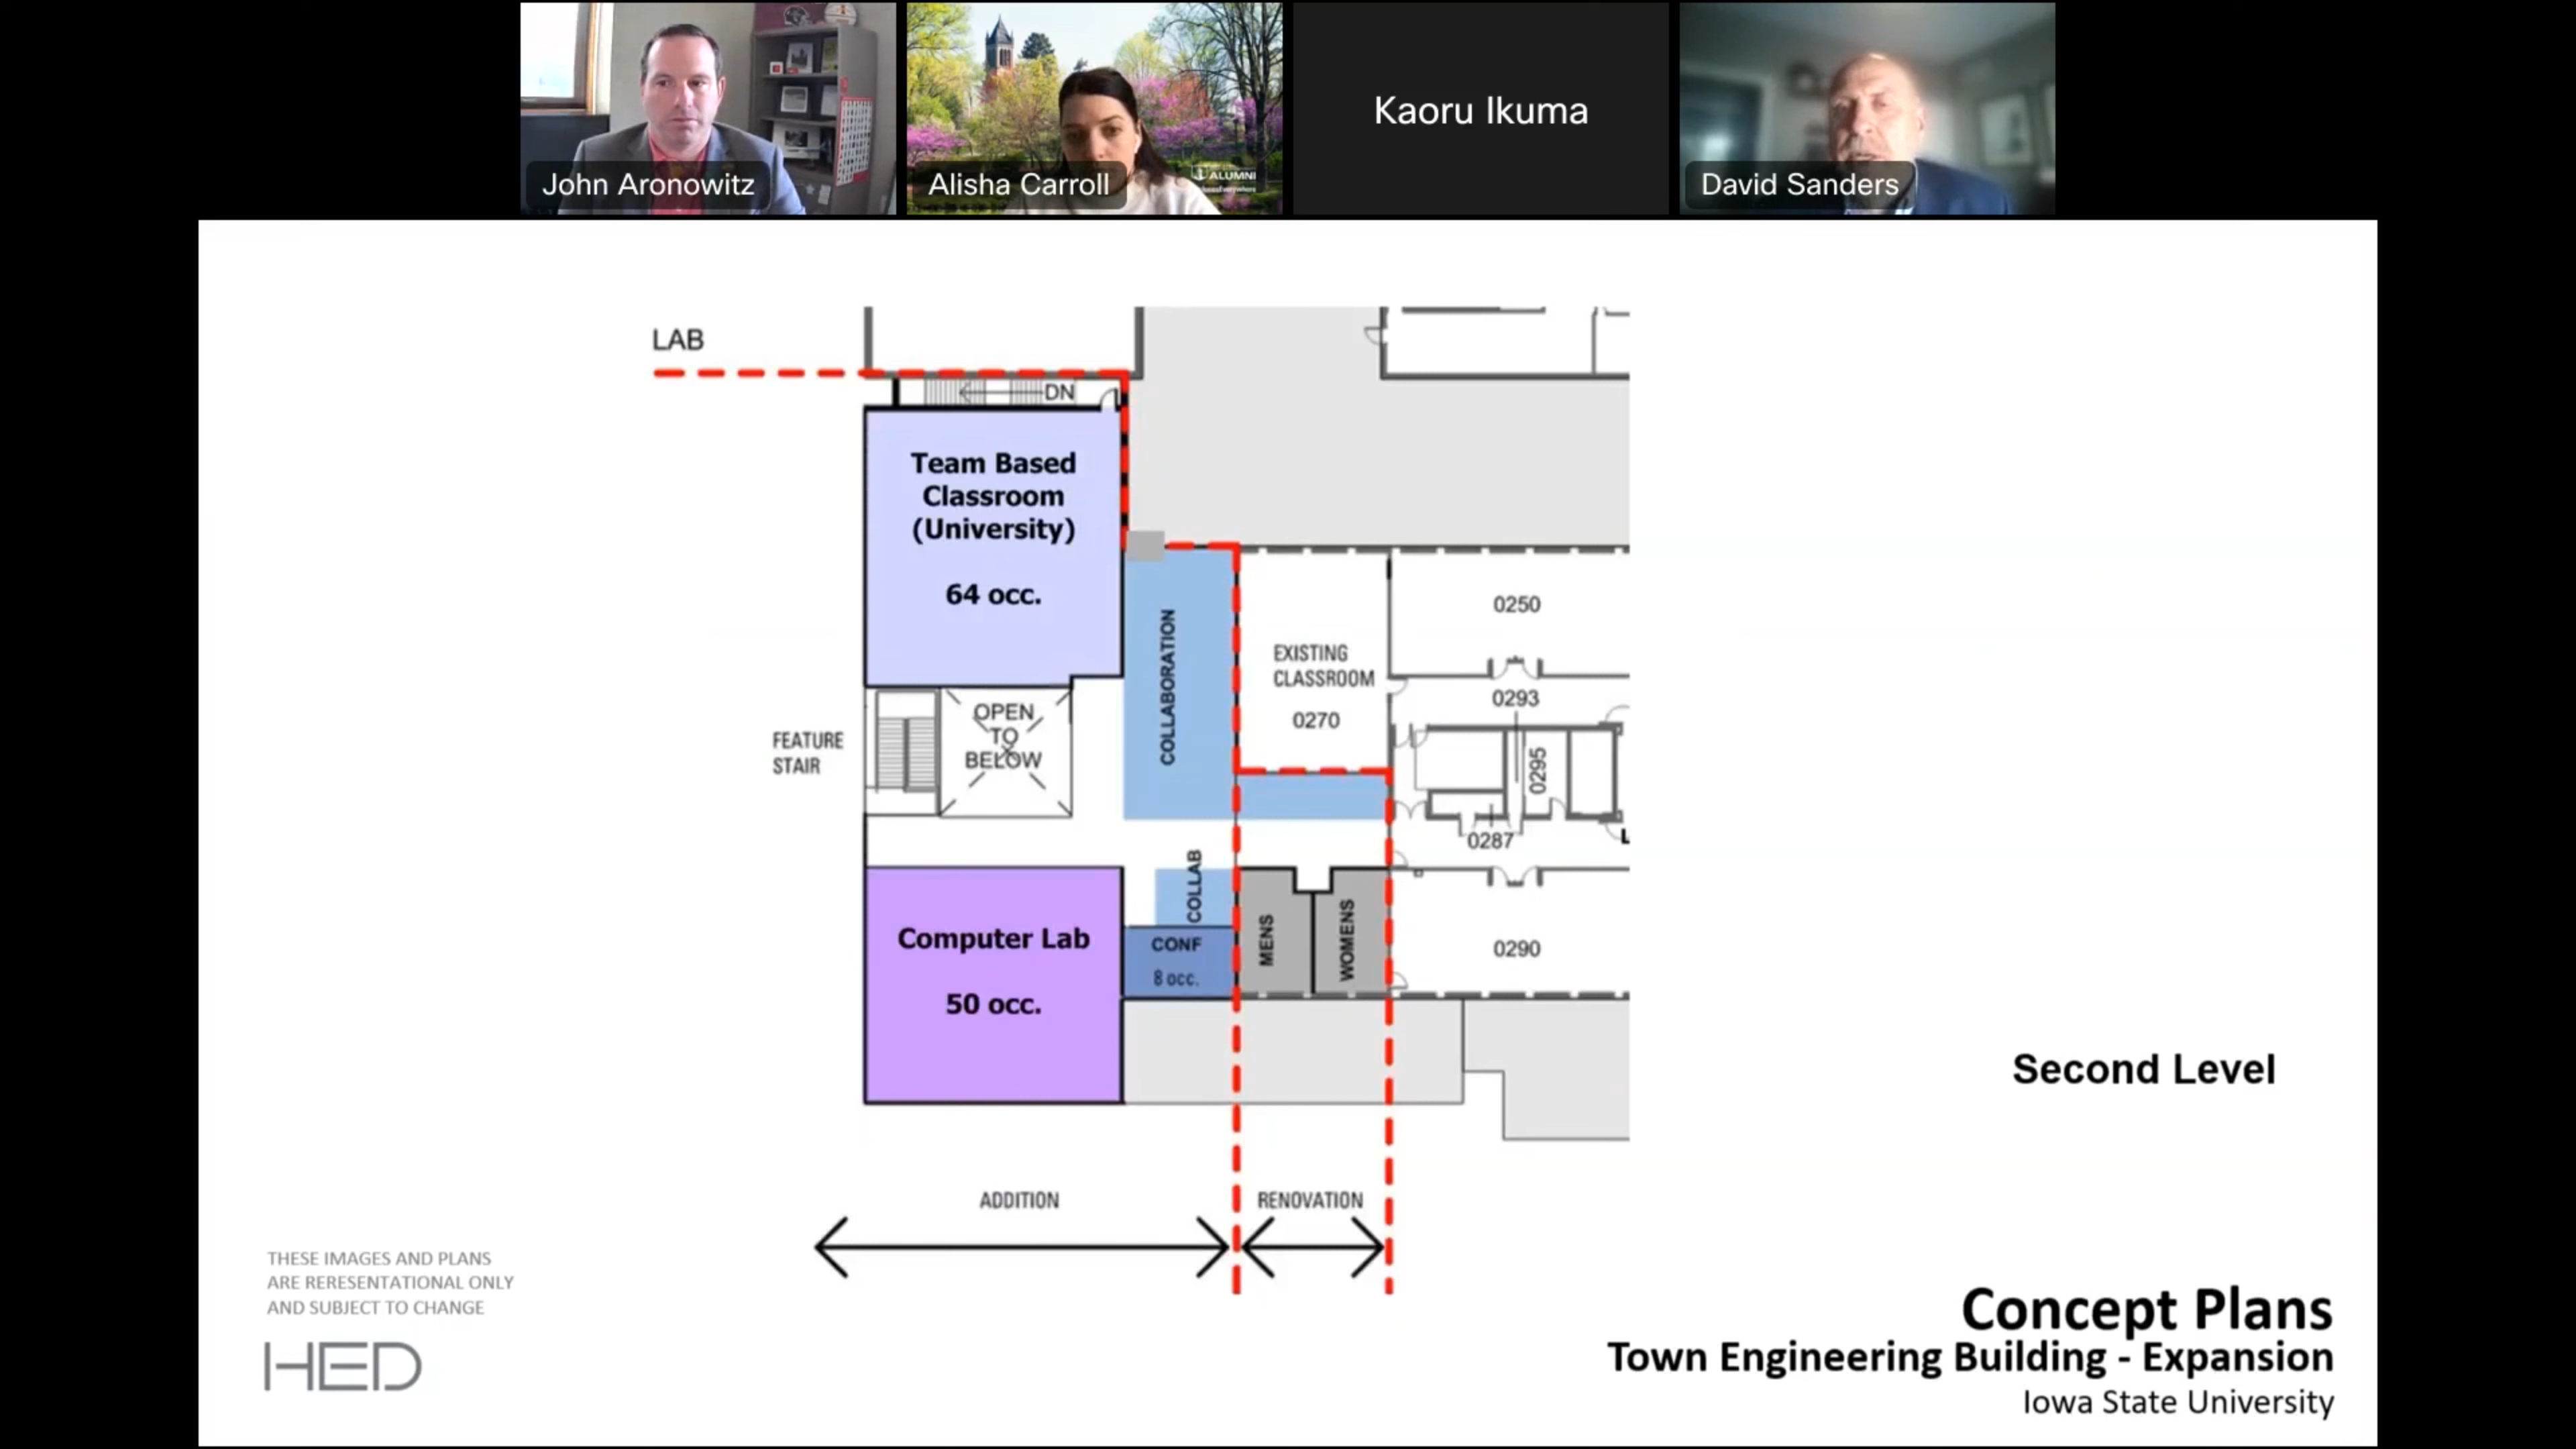 John Aronowitz
Alisha Carroll
ALUMNI
Kaoru Ikuma
David Sanders
LAB
DN
Team Based
Classroom
(University)
64 occ.
COLLABORATION
EXISTING
CLASSROOM
0270
0250
0293
0295
0287
FEATURE
STAIR
OPEN
TO
BELOW
COLLAB
Computer Lab
50 occ.
CONF
8 occ.
MENS
WOMENS
0290
Second Level
ADDITION
RENOVATION
THESE IMAGES AND PLANS
ARE RERESENTATIONAL ONLY
AND SUBJECT TO CHANGE
HED
Concept Plans
Town Engineering Building - Expansion
Iowa State University